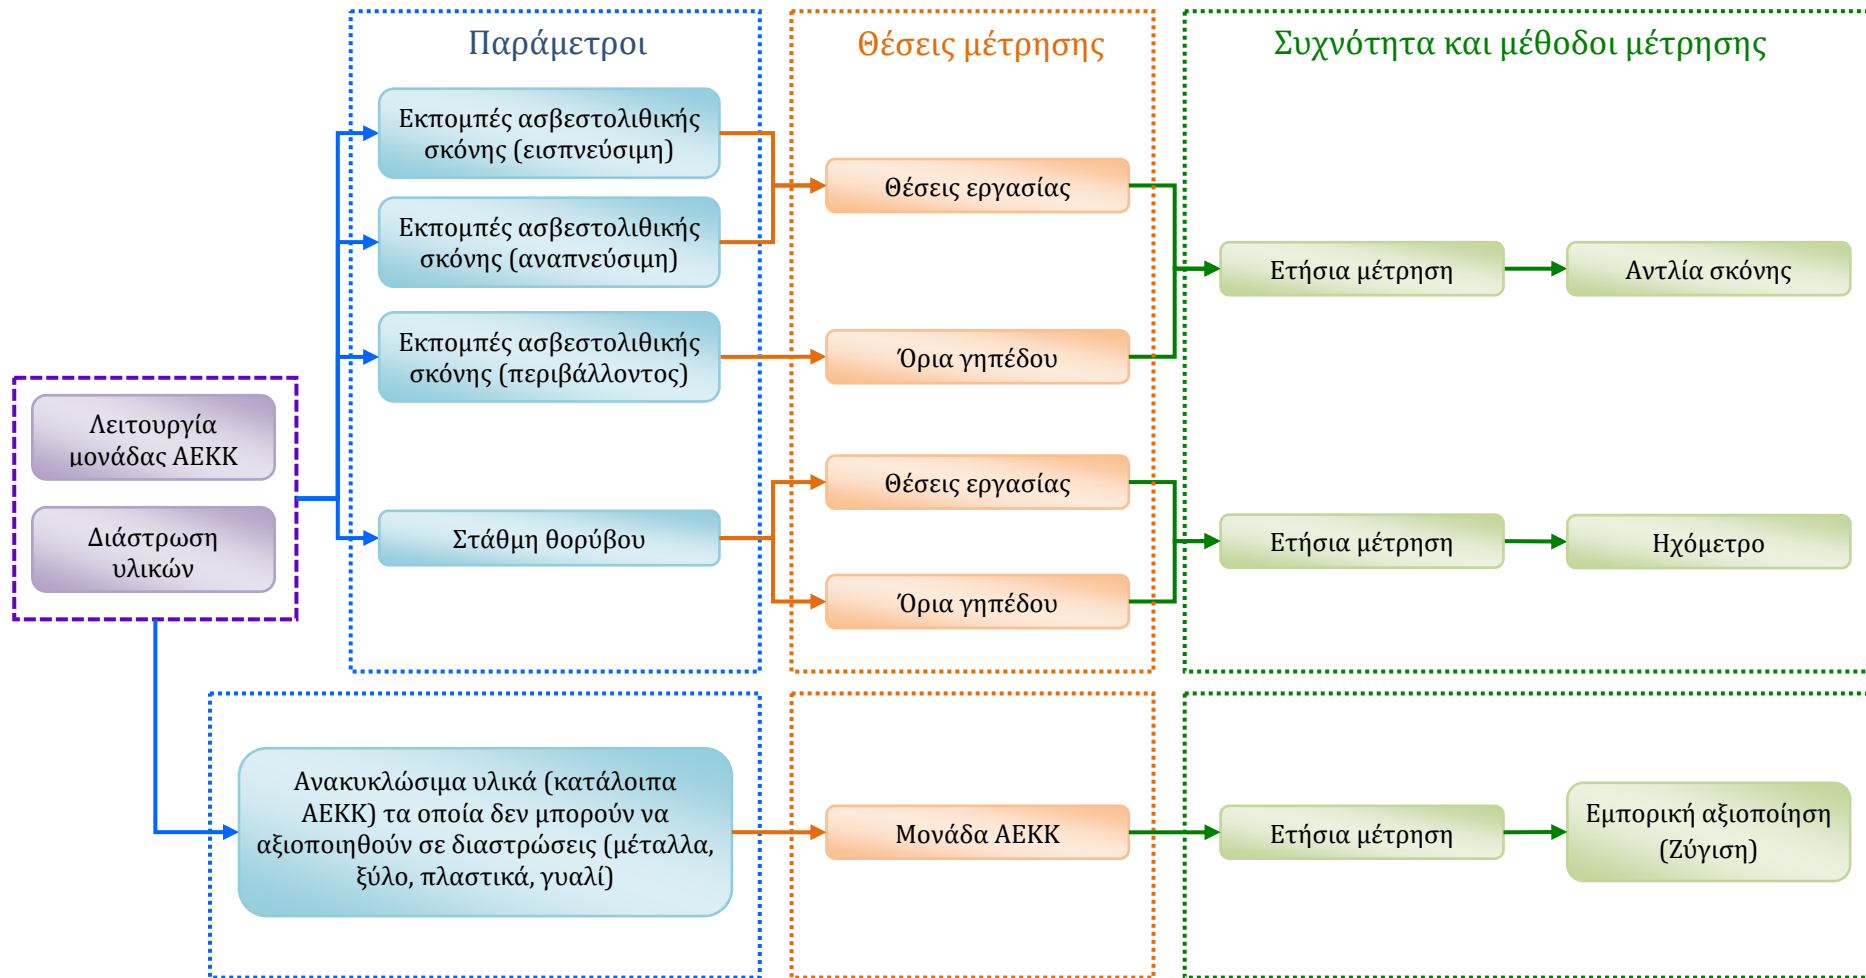 Παράμετροι
Θέσεις μέτρησης
Συχνότητα και μέθοδοι μέτρησης
Εκπομπές ασβεστολιθικής
σκόνης (εισπνεύσιμη)
Εκπομπές ασβεστολιθικής
σκόνης (αναπνεύσιμη)
Εκπομπές ασβεστολιθικής
σκόνης (περιβάλλοντος)
Θέσεις εργασίας
Όρια γηπέδου
Ετήσια μέτρηση
Αντλία σκόνης
Λειτουργία
μονάδας ΑΕΚΚ
Διάστρωση
υλικών
Στάθμη θορύβου
Θέσεις εργασίας
Όρια γηπέδου
Ετήσια μέτρηση
Ηχόμετρο
Ανακυκλώσιμα υλικά (κατάλοιπα
ΑΕΚΚ) τα οποία δεν μπορούν να
αξιοποιηθούν σε διαστρώσεις (μέταλλα,
ξύλο, πλαστικά, γυαλί)
Μονάδα ΑΕΚΚ
Ετήσια μέτρηση
Εμπορική αξιοποίηση
(Ζύγιση)